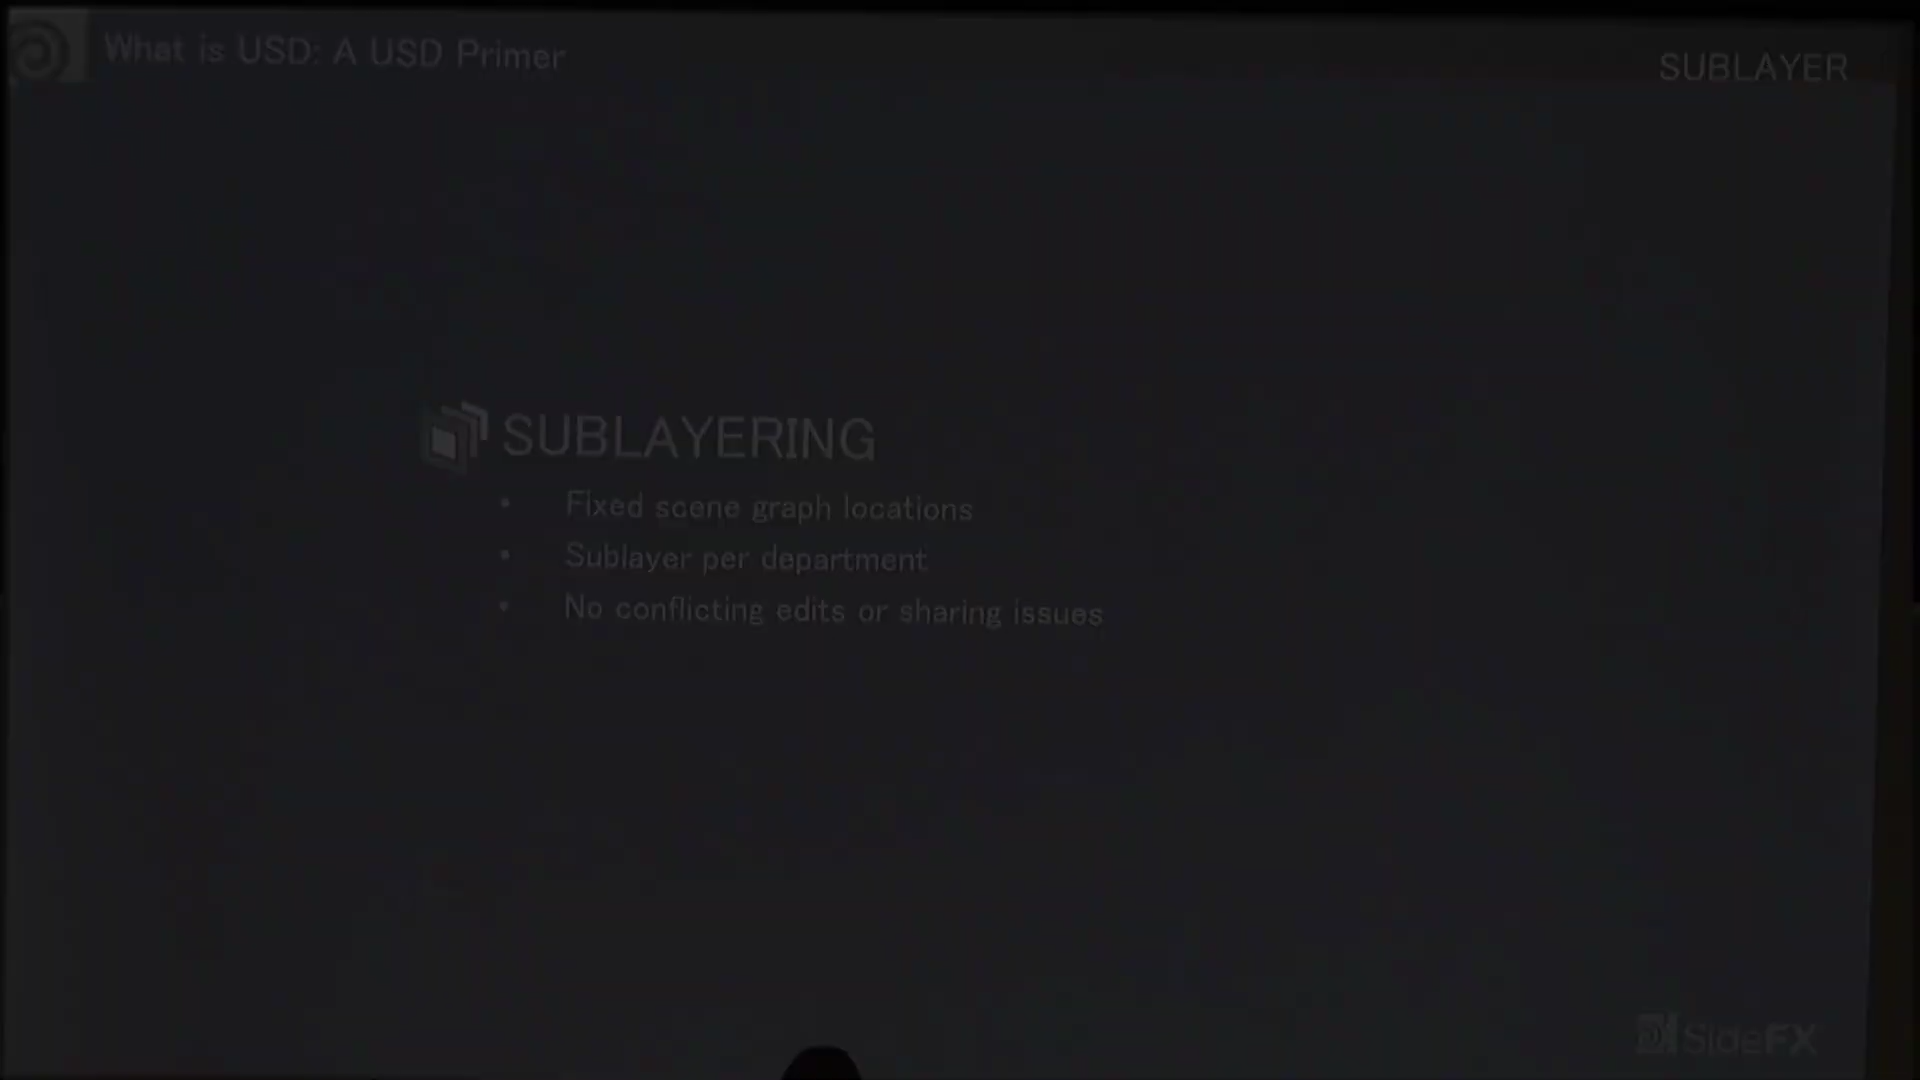 What is USD: A USD Primer
SUBLAYER
SUBLAYERING
• Fixed scene graph locations
• Sublayer per department
• No conflicting edits or sharing issues
SideFX